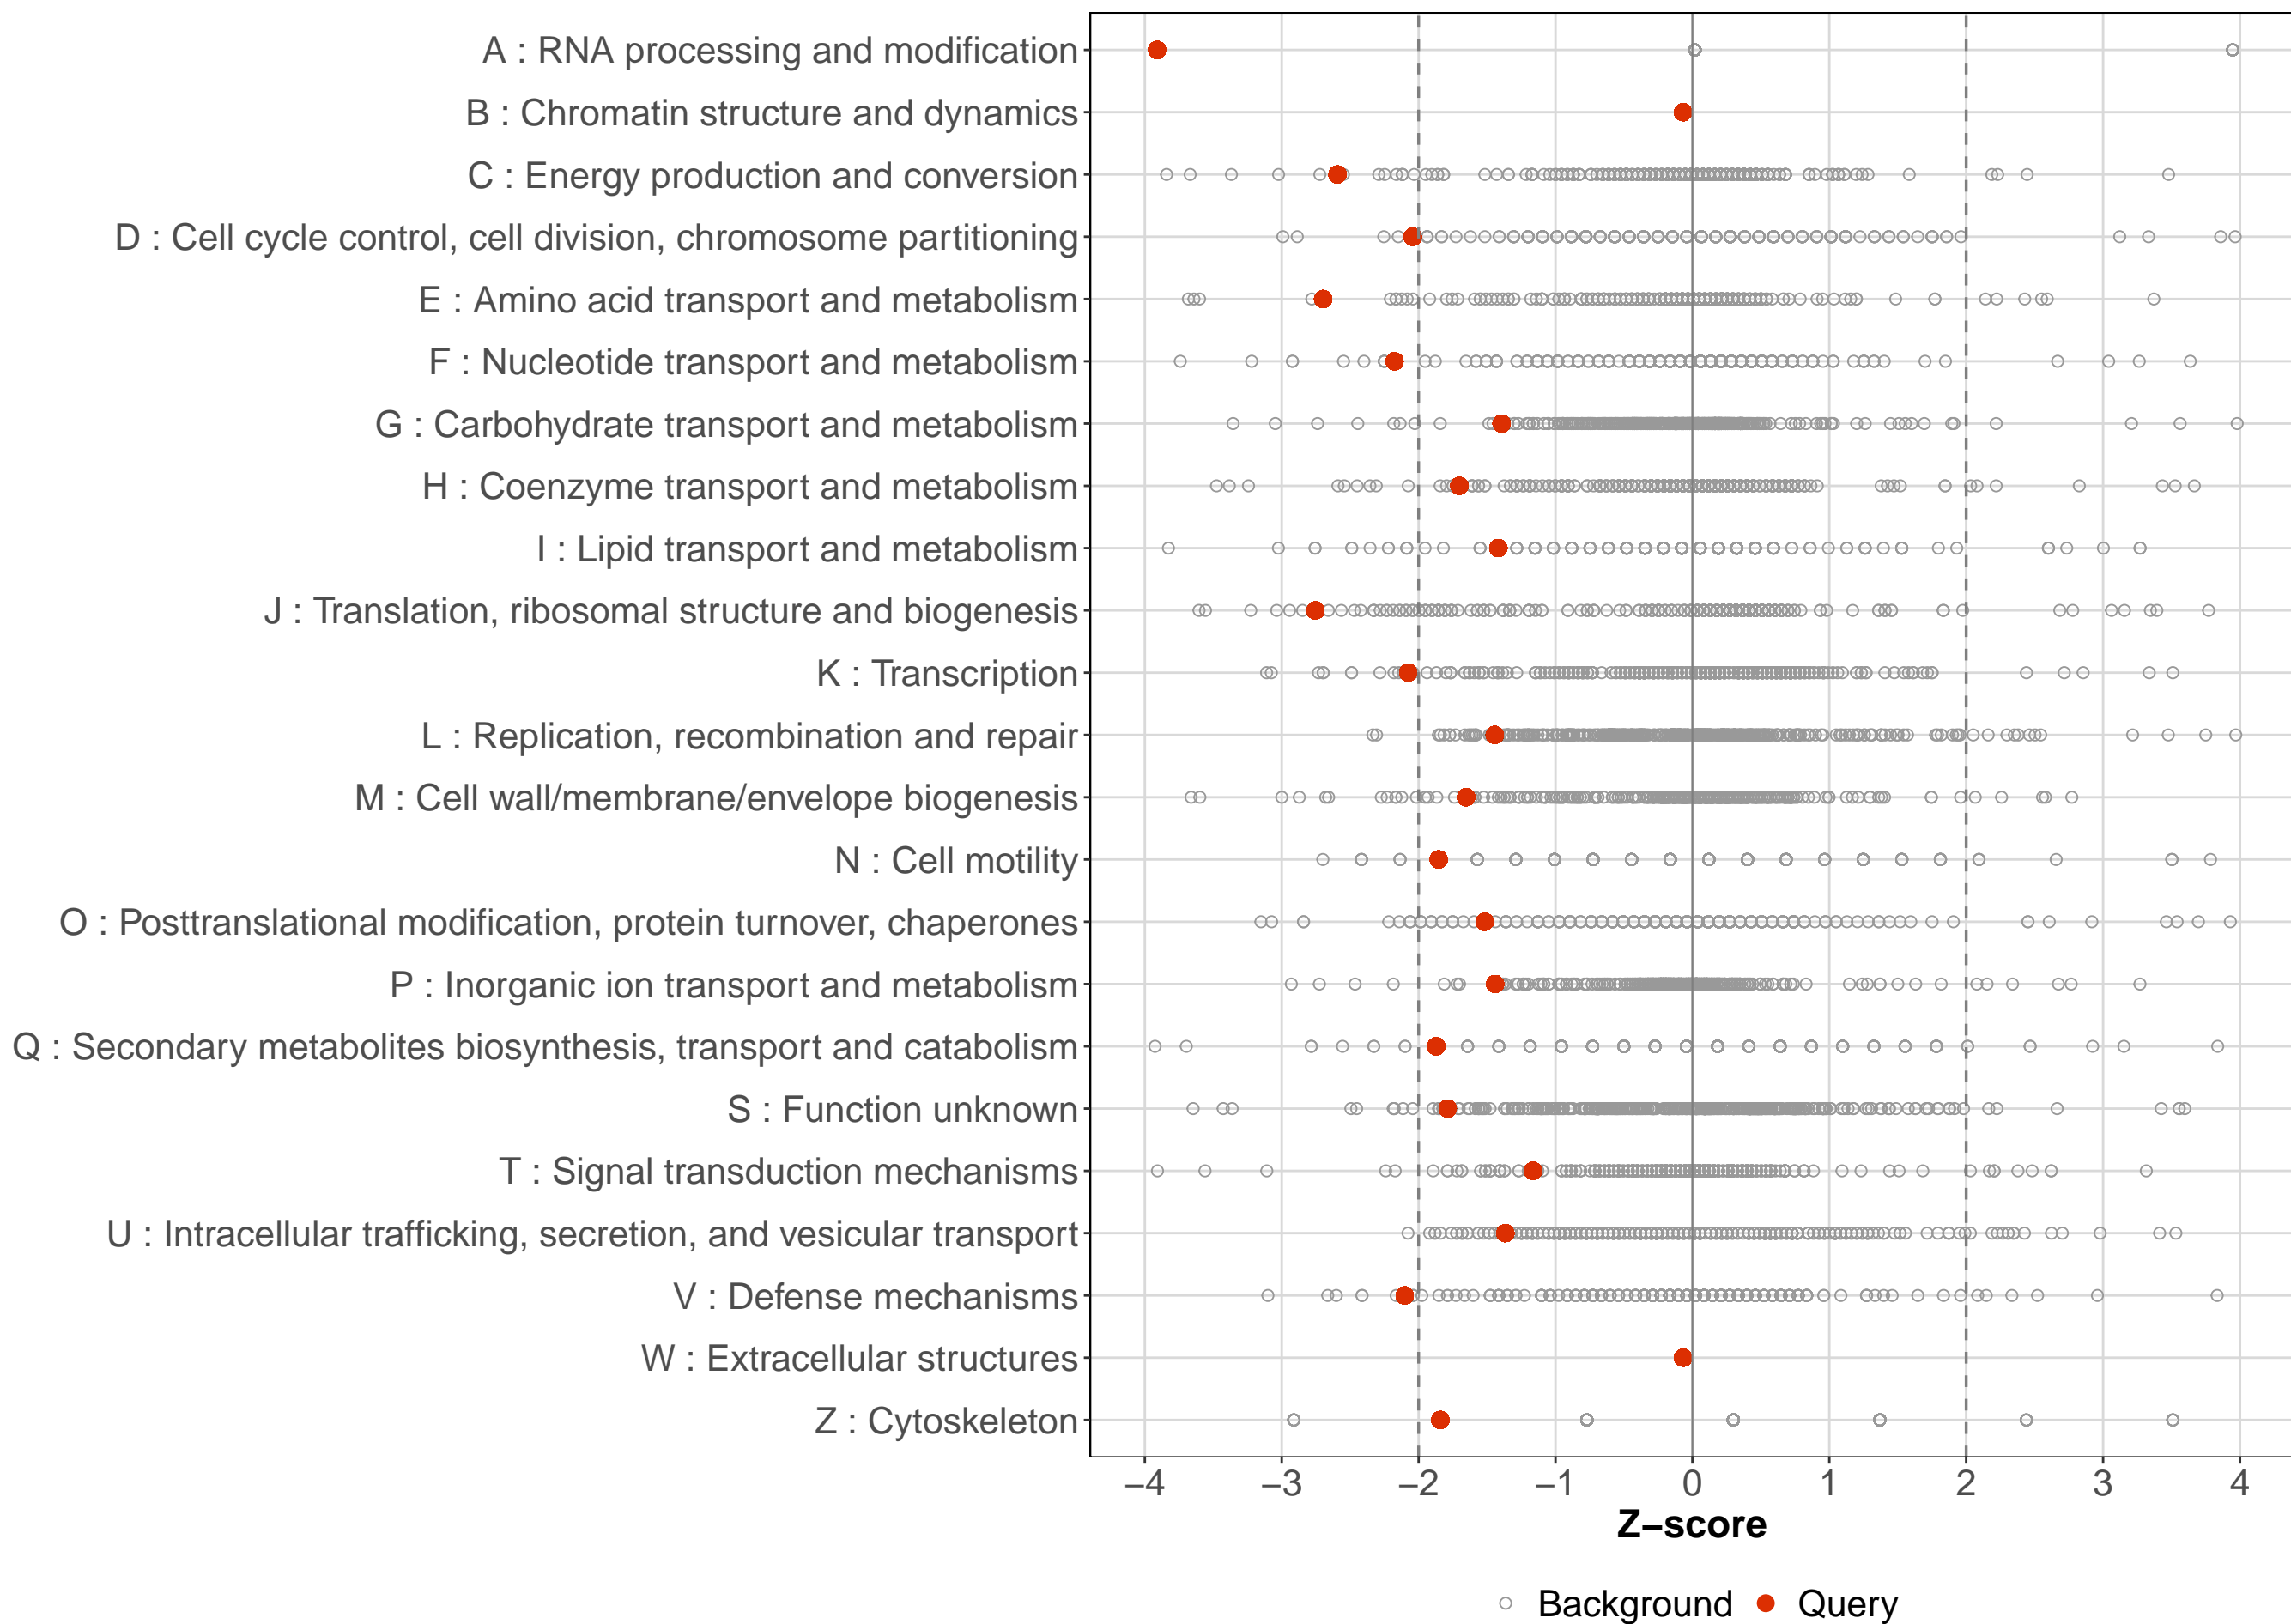 A : RNA processing and modification
B : Chromatin structure and dynamics
C : Energy production and conversion
D : Cell cycle control, cell division, chromosome partitioning
E : Amino acid transport and metabolism
F : Nucleotide transport and metabolism
G : Carbohydrate transport and metabolism
H : Coenzyme transport and metabolism
I : Lipid transport and metabolism
J : Translation, ribosomal structure and biogenesis
K : Transcription
L : Replication, recombination and repair
M : Cell wall/membrane/envelope biogenesis
N : Cell motility
O : Posttranslational modification, protein turnover, chaperones
P : Inorganic ion transport and metabolism
Q : Secondary metabolites biosynthesis, transport and catabolism
S : Function unknown
T : Signal transduction mechanisms
U : Intracellular trafficking, secretion, and vesicular transport
V : Defense mechanisms
W : Extracellular structures
Z : Cytoskeleton
−4 −3 −2 −1 0 1 2 3 4
Z−score
Background Query